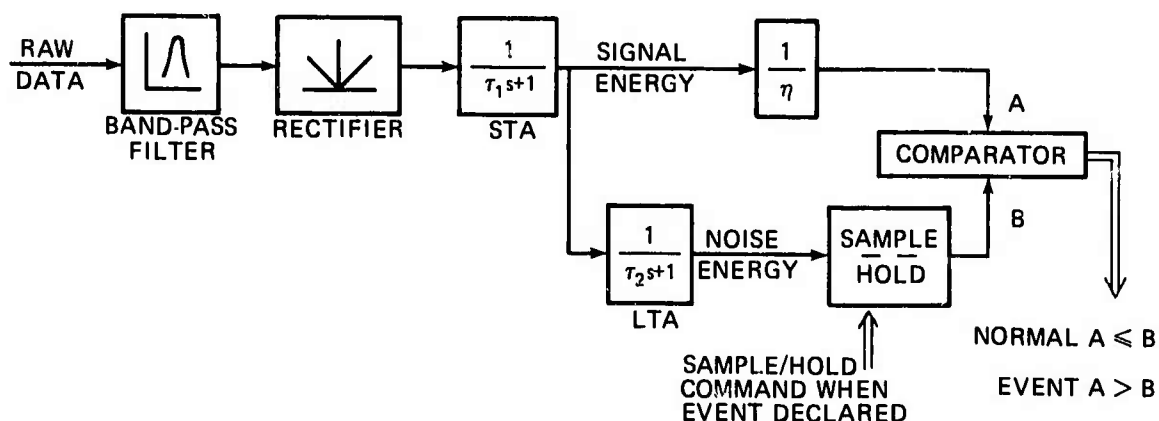 RAW
DATA
BAND-PASS
FILTER
RECTIFIER
1
τ₁s+1
STA
SIGNAL
ENERGY
1
η
A
COMPARATOR
B
1
τ₂s+1
LTA
NOISE
ENERGY
SAMPLE
HOLD
SAMPLE/HOLD
COMMAND WHEN
EVENT DECLARED
NORMAL A ⩽ B
EVENT A > B